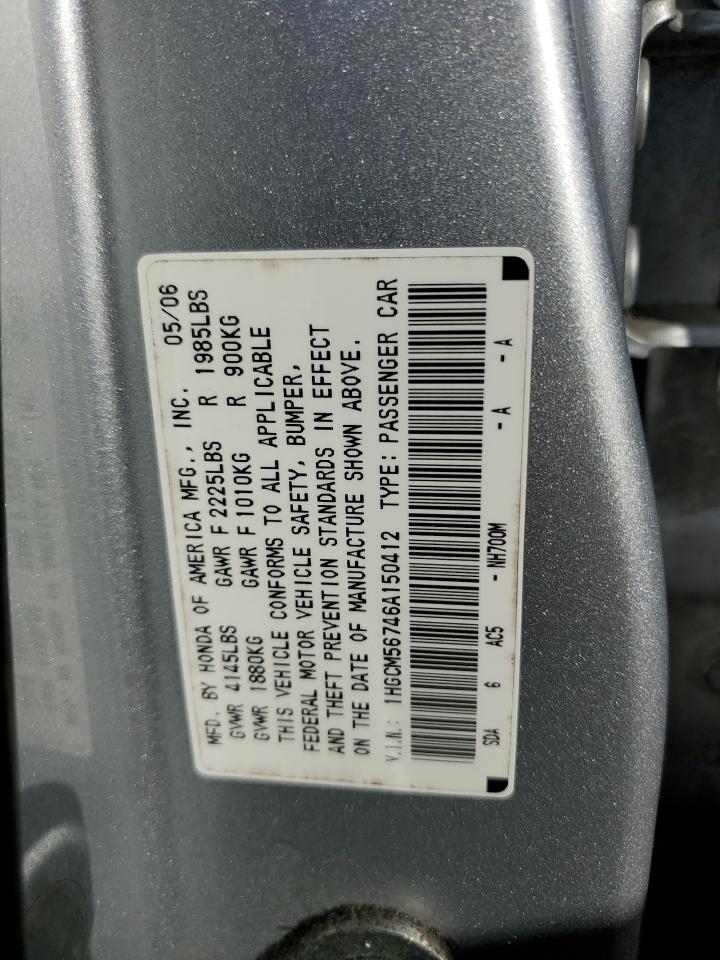 MFD. BY HONDA OF AMERICA MFG., INC. 05/06
GVWR 4145LBS GAWR F 2225LBS R 1985LBS
GVWR 1880KG GAWR F 1010KG R 900KG
THIS VEHICLE CONFORMS TO ALL APPLICABLE
FEDERAL MOTOR VEHICLE SAFETY, BUMPER,
AND THEFT PREVENTION STANDARDS IN EFFECT
ON THE DATE OF MANUFACTURE SHOWN ABOVE.
V.I.N.: 1HGCM56746A150412 TYPE: PASSENGER CAR
SDA 6 AC5 - NH700M - A - A